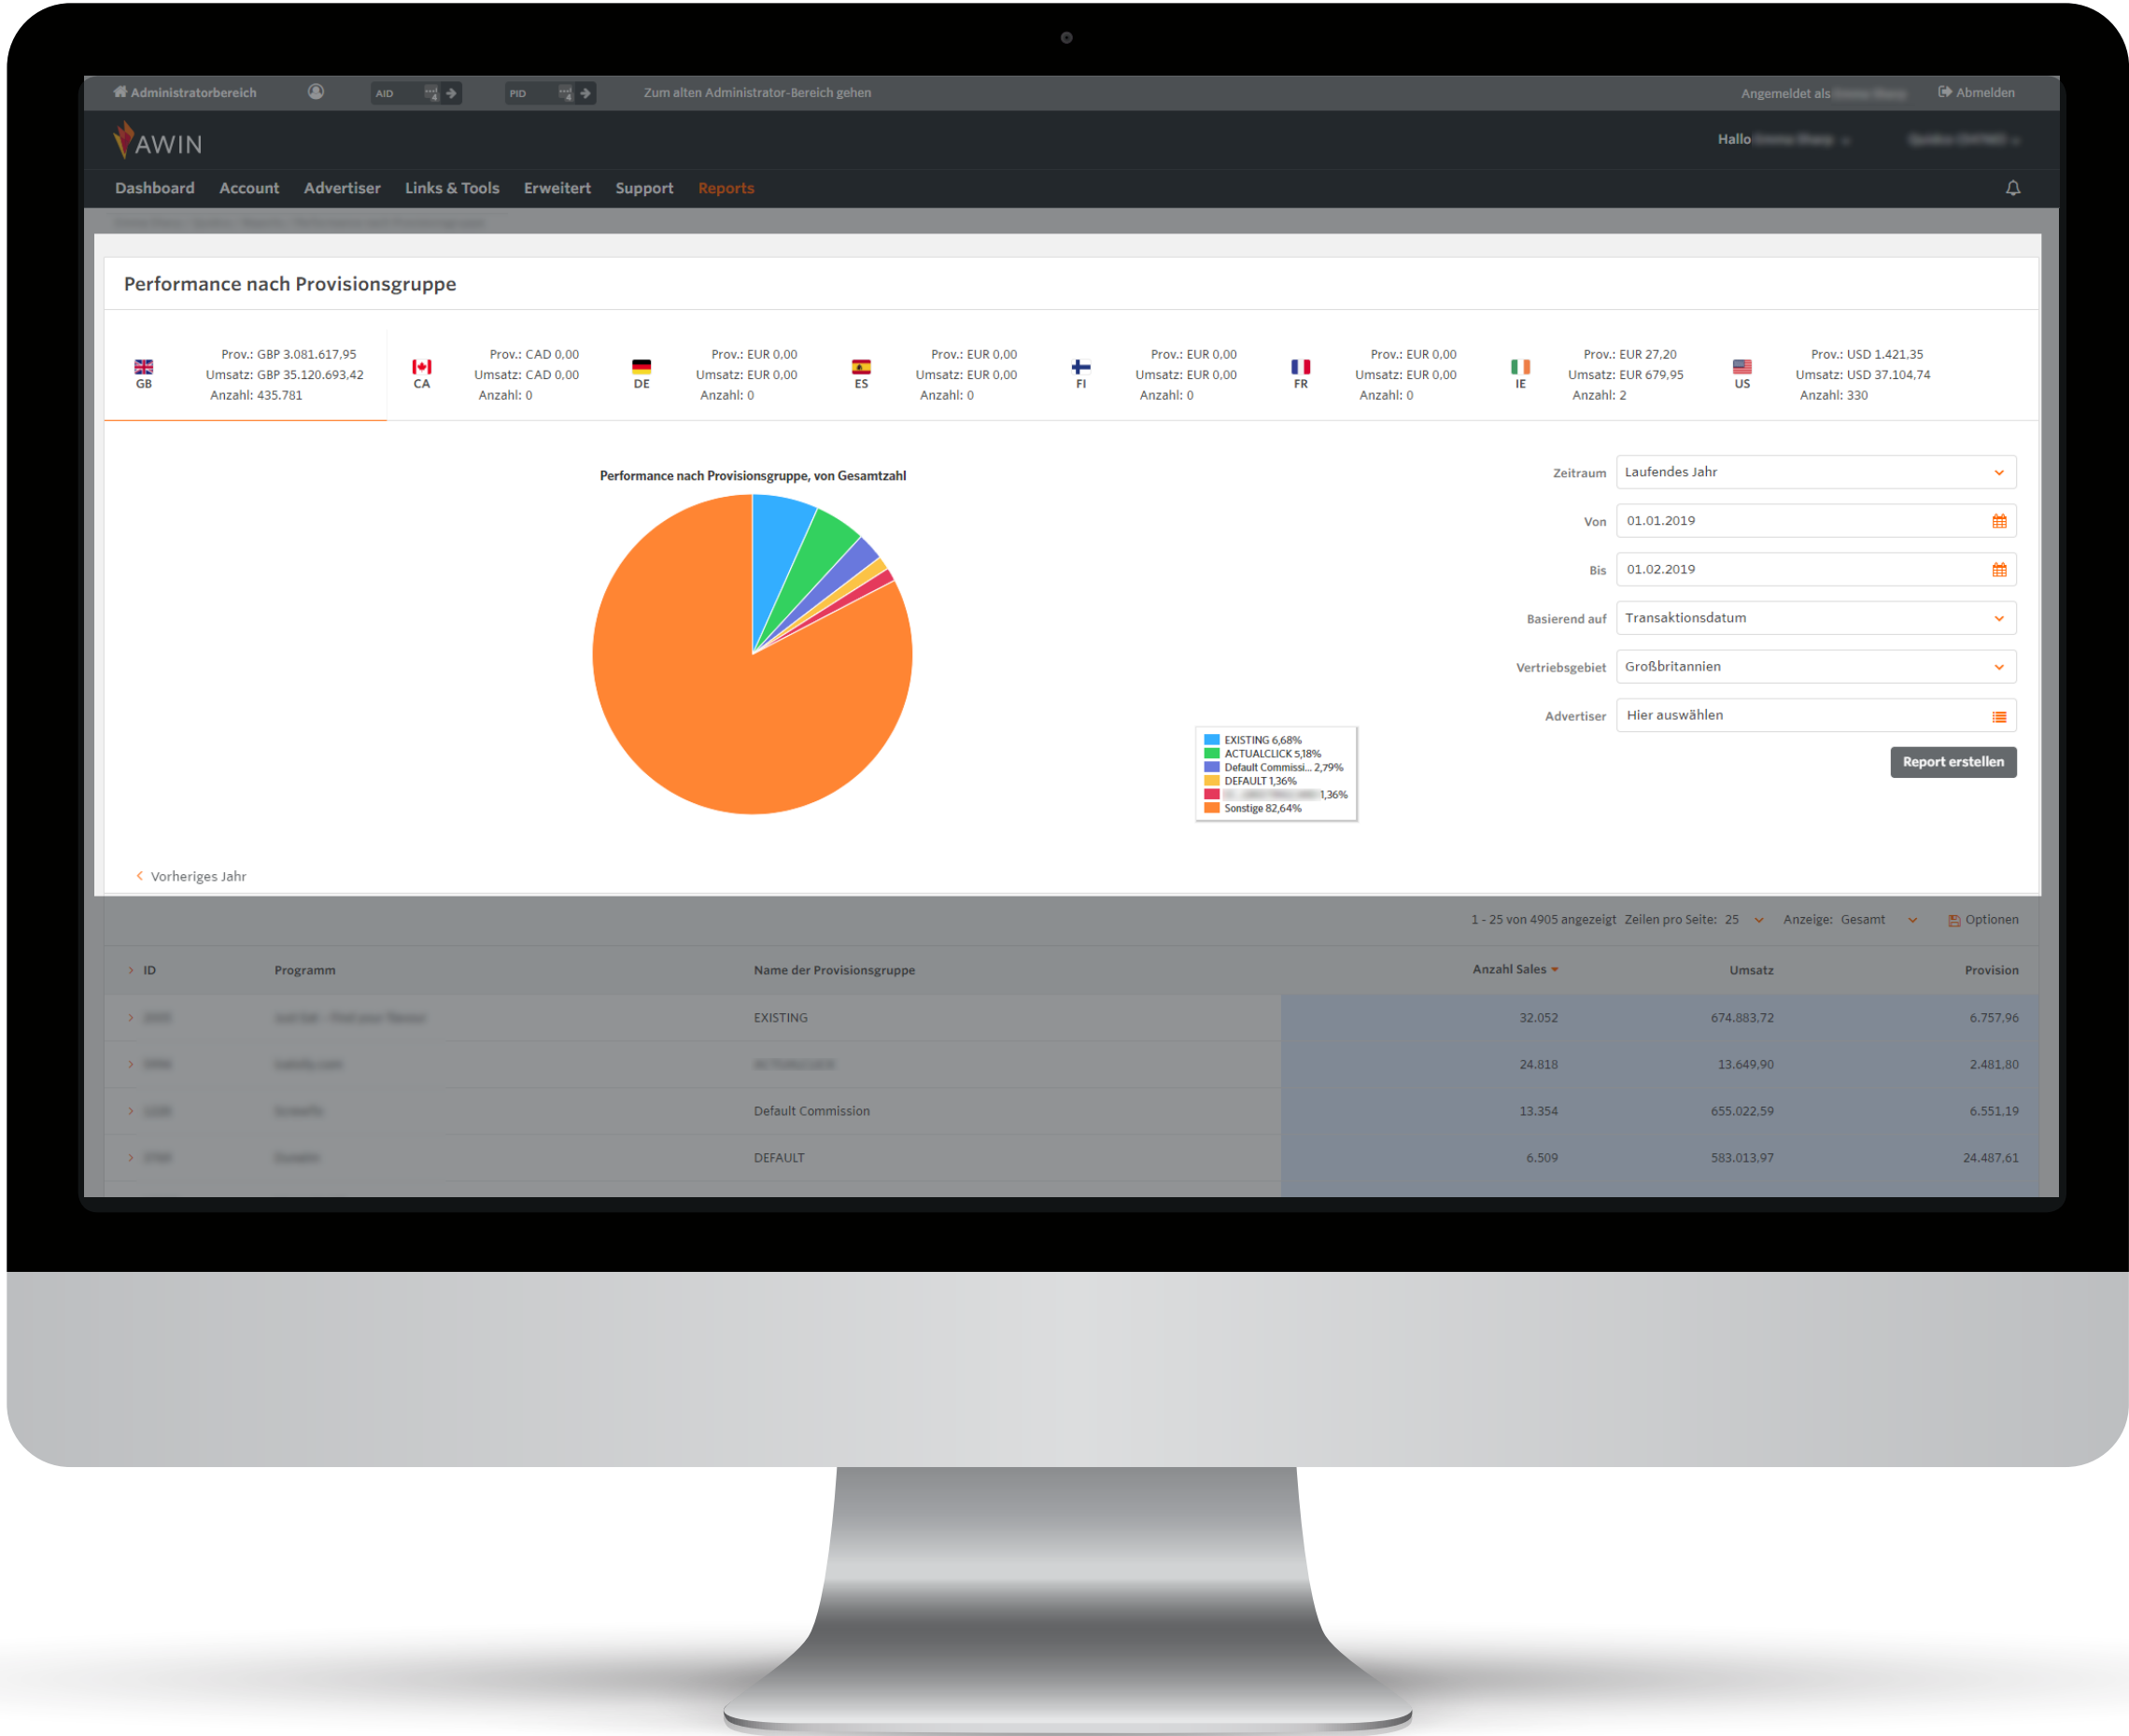 Administratorbereich AID PID Zum alten Administrator-Bereich gehen Angemeldet als Abmelden
AWIN Hallo
Dashboard Account Advertiser Links & Tools Erweitert Support Reports
Performance nach Provisionsgruppe
GB Prov.: GBP 3.081.617,95
Umsatz: GBP 35.120.693,42
Anzahl: 435.781
CA Prov.: CAD 0,00
Umsatz: CAD 0,00
Anzahl: 0
DE Prov.: EUR 0,00
Umsatz: EUR 0,00
Anzahl: 0
ES Prov.: EUR 0,00
Umsatz: EUR 0,00
Anzahl: 0
FI Prov.: EUR 0,00
Umsatz: EUR 0,00
Anzahl: 0
FR Prov.: EUR 0,00
Umsatz: EUR 0,00
Anzahl: 0
IE Prov.: EUR 27,20
Umsatz: EUR 679,95
Anzahl: 2
US Prov.: USD 1.421,35
Umsatz: USD 37.104,74
Anzahl: 330
Performance nach Provisionsgruppe, von Gesamtzahl
EXISTING 6,68%
ACTUALCLICK 5,18%
Default Commissi... 2,79%
DEFAULT 1,36%
1,36%
Sonstige 82,64%
Zeitraum Laufendes Jahr
Von 01.01.2019
Bis 01.02.2019
Basierend auf Transaktionsdatum
Vertriebsgebiet Großbritannien
Advertiser Hier auswählen
Report erstellen
Vorheriges Jahr
1 - 25 von 4905 angezeigt Zeilen pro Seite: 25 Anzeige: Gesamt Optionen
ID Programm Name der Provisionsgruppe Anzahl Sales Umsatz Provision
EXISTING 32.052 674.883,72 6.757,96
24.818 13.649,90 2.481,80
Default Commission 13.354 655.022,59 6.551,19
DEFAULT 6.509 583.013,97 24.487,61